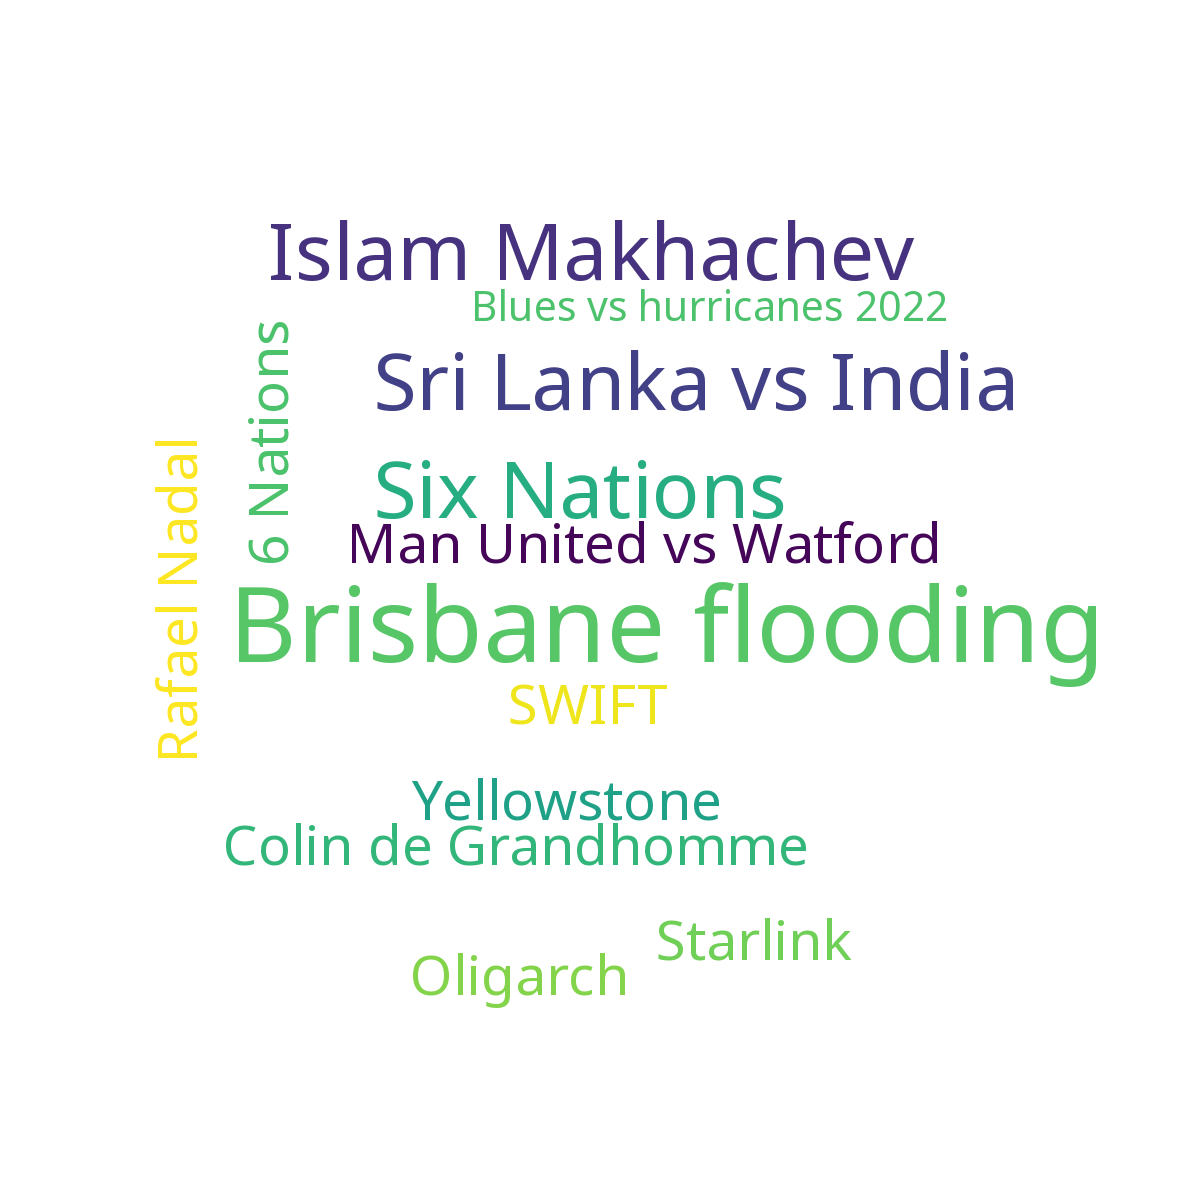 Islam Makhachev
Blues vs hurricanes 2022
Sri Lanka vs India
6 Nations
Rafael Nadal
Six Nations
Man United vs Watford
Brisbane flooding
SWIFT
Yellowstone
Colin de Grandhomme
Starlink
Oligarch